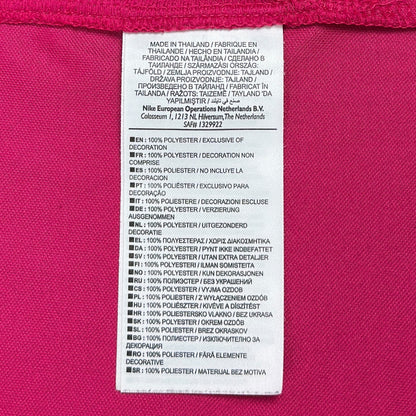 MADE IN THAILAND / FABRIQUE EN
THAÏLANDE / HECHO EN TAILANDIA /
FABRICADO NA TAILÂNDIA / СДЕЛАНО В
ТАИЛАНДЕ / SZÁRMAZÁSI ORSZÁG:
TÁJFÖLD / ZEMLJA PROIZVODNJE: TAJLAND /
DRŽAVA PROIZVODNJE: TAJLAND /
ПРОИЗВЕДЕНО В ТАЙЛАНД / FABRICAT ÎN
TAILANDA / RAŽOTS: TAIZEMĒ / TAYLAND'DA
YAPILMIŞTIR / صنع في تايلند
Nike European Operations Netherlands B.V.
Colosseum 1, 1213 NL Hilversum, The Netherlands
SAF# 1329922
EN: 100% POLYESTER / EXCLUSIVE OF
DECORATION
FR: 100% POLYESTER / DECORATION NON
COMPRISE
ES: 100% POLIÉSTER / NO INCLUYE LA
DECORACION
PT: 100% POLIÉSTER / EXCLUSIVO PARA
DECORAÇÃO
IT: 100% POLIESTERE / DECORAZIONI ESCLUSE
DE: 100% POLYESTER / VERZIERUNG
AUSGENOMMEN
NL: 100% POLYESTER / UITGEZONDERD
DECORATIE
EL: 100% ΠΟΛΥΕΣΤΕΡΑΣ / ΧΩΡΙΣ ΔΙΑΚΟΣΜΗΤΙΚΑ
DA: 100% POLYESTER / PYNT IKKE INDBEFATTET
SV: 100% POLYESTER / UTAN EXTRA DETALJER
FI: 100% POLYESTERI / ILMAN SOMISTEITA
NO: 100% POLYESTER / KUN DEKORASJONEN
RU: 100% ПОЛИЭСТЕР / БЕЗ УКРАШЕНИЙ
CS: 100% POLYESTER / VYJMA OZDOB
PL: 100% POLIESTER / Z WYŁĄCZENIEM OZDÓB
HU: 100% POLIÉSZTER / KIVÉVE A DÍSZÍTÉST
HR: 100% POLIESTERSKO VLAKNO / BEZ UKRASA
SK: 100% POLYESTER / OKREM OZDÔB
SL: 100% POLIESTER / BREZ OKRASKOV
BG: 100% ПОЛИЕСТЕР / ИЗКЛЮЧИТЕЛНО ЗА
ДЕКОРАЦИЯ
RO: 100% POLIESTER / FĂRĂ ELEMENTE
DECORATIVE
SR: 100% POLIESTER / MATERIJAL BEZ MOTIVA